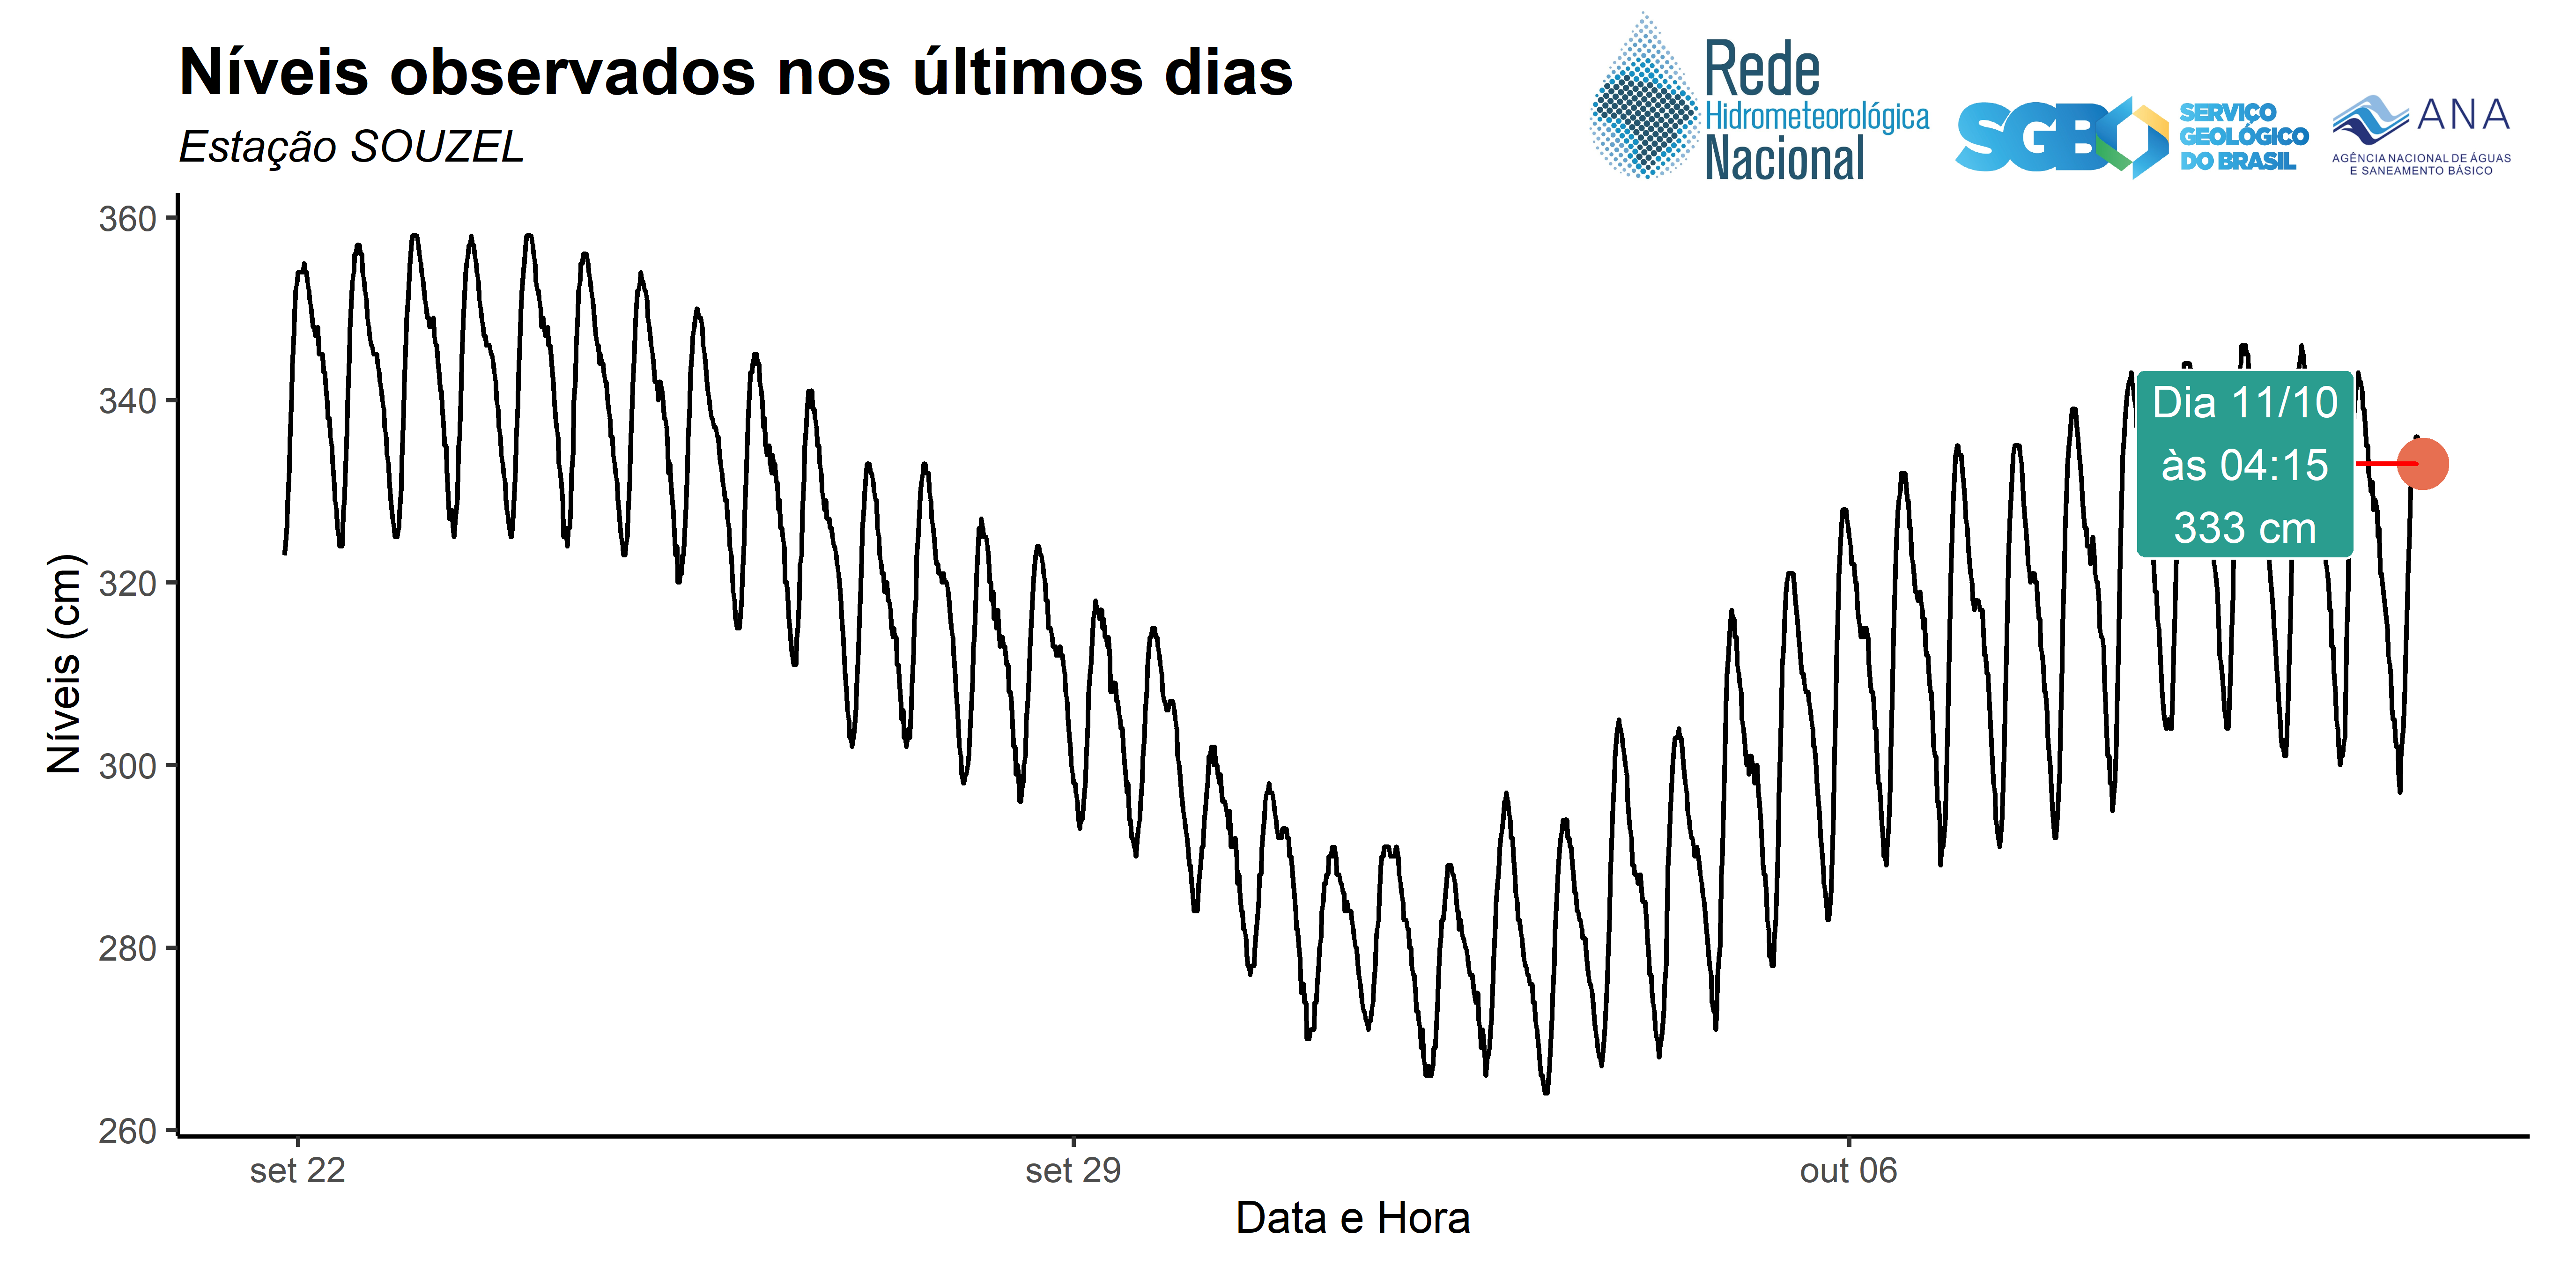 Níveis observados nos últimos dias
Estação SOUZEL
Rede
Hidrometeorológica
Nacional
SGB
SERVIÇO
GEOLÓGICO
DO BRASIL
ANA
AGÊNCIA NACIONAL DE ÁGUAS
E SANEAMENTO BÁSICO
360
340
320
300
280
260
Níveis (cm)
Dia 11/10
às 04:15
333 cm
set 22
set 29
out 06
Data e Hora